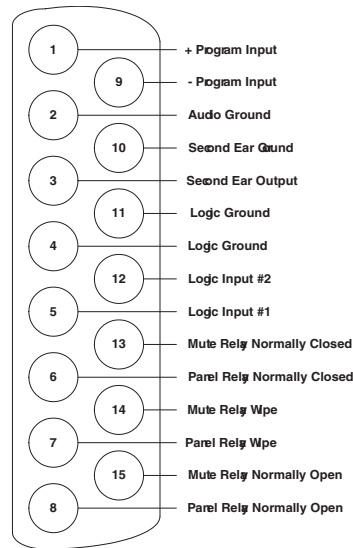 1 + Program Input
9 - Program Input
2 Audio Ground
10 Second Ear Ground
3 Second Ear Output
11 Logic Ground
4 Logic Ground
12 Logic Input #2
5 Logic Input #1
13 Mute Relay Normally Closed
6 Panel Relay Normally Closed
14 Mute Relay Wipe
7 Panel Relay Wipe
15 Mute Relay Normally Open
8 Panel Relay Normally Open